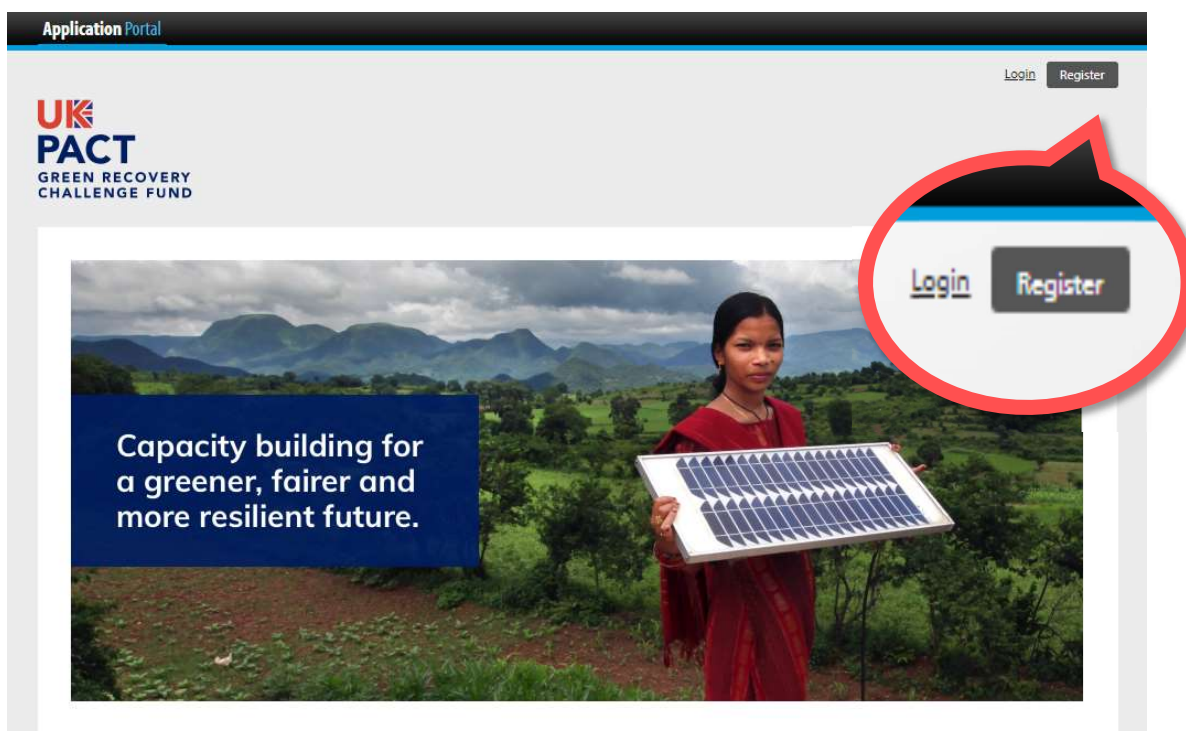 Application Portal
Login Register
UK
PACT
GREEN RECOVERY
CHALLENGE FUND
Login Register
Capacity building for
a greener, fairer and
more resilient future.